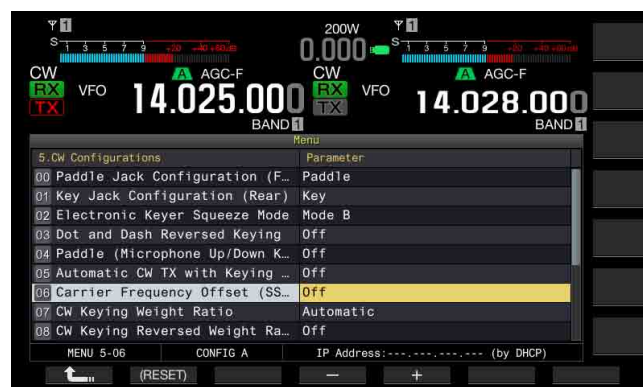 1 200W 1
S 1 3 5 7 9 +20 +40 +60dB 0.000 S 1 3 5 7 9 +20 +40 +60dB
CW A AGC-F CW A AGC-F
RX VFO 14.025.000 RX VFO 14.028.000
TX TX
BAND 1 BAND 1
Menu
5.CW Configurations Parameter
00 Paddle Jack Configuration (F… Paddle
01 Key Jack Configuration (Rear) Key
02 Electronic Keyer Squeeze Mode Mode B
03 Dot and Dash Reversed Keying Off
04 Paddle (Microphone Up/Down K… Off
05 Automatic CW TX with Keying … Off
06 Carrier Frequency Offset (SS… Off
07 CW Keying Weight Ratio Automatic
08 CW Keying Reversed Weight Ra… Off
MENU 5-06 CONFIG A IP Address:---.---.---.--- (by DHCP)
(RESET) − +